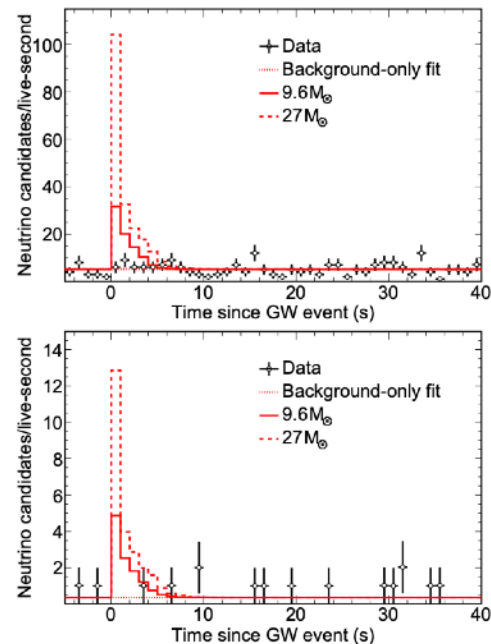 Neutrino candidates/live-second
100
80
60
40
20
Data
Background-only fit
9.6M⊙
27M⊙
0 10 20 30 40
Time since GW event (s)
Neutrino candidates/live-second
14
12
10
8
6
4
2
Data
Background-only fit
9.6M⊙
27M⊙
0 10 20 30 40
Time since GW event (s)